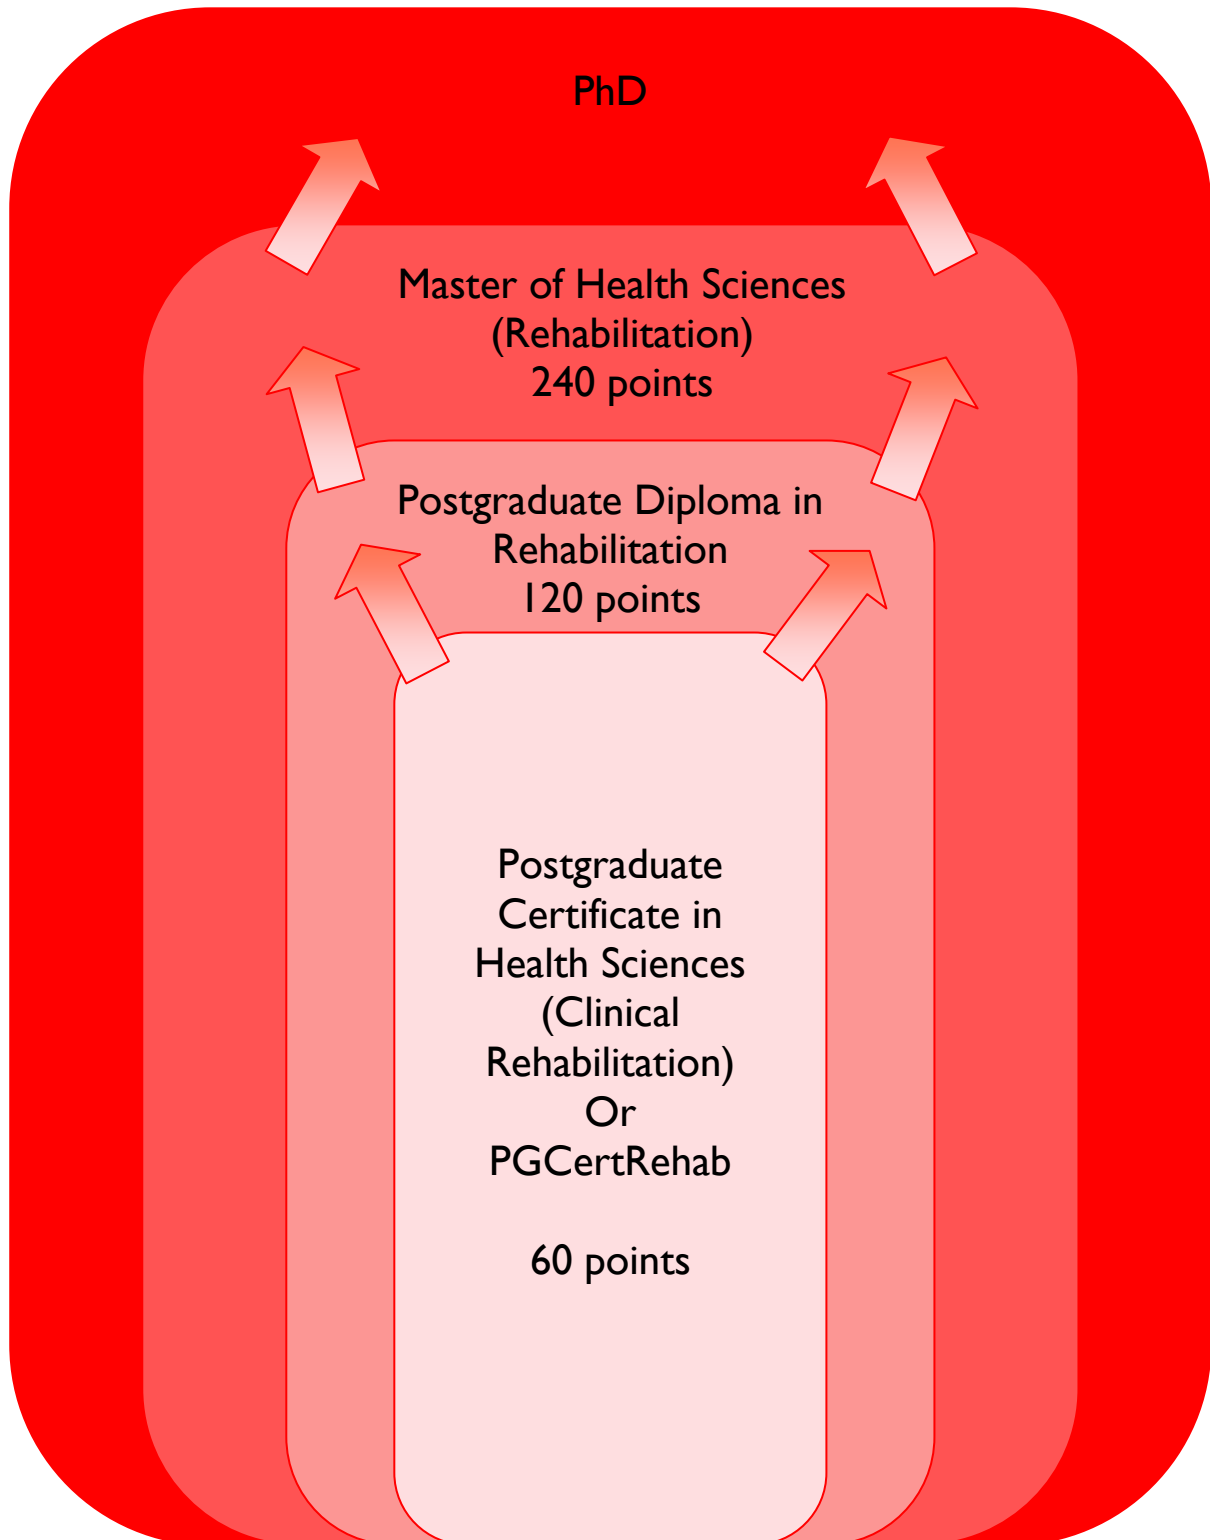 PhD
Master of Health Sciences
(Rehabilitation)
240 points
Postgraduate Diploma in
Rehabilitation
120 points
Postgraduate
Certificate in
Health Sciences
(Clinical
Rehabilitation)
Or
PGCertRehab
60 points